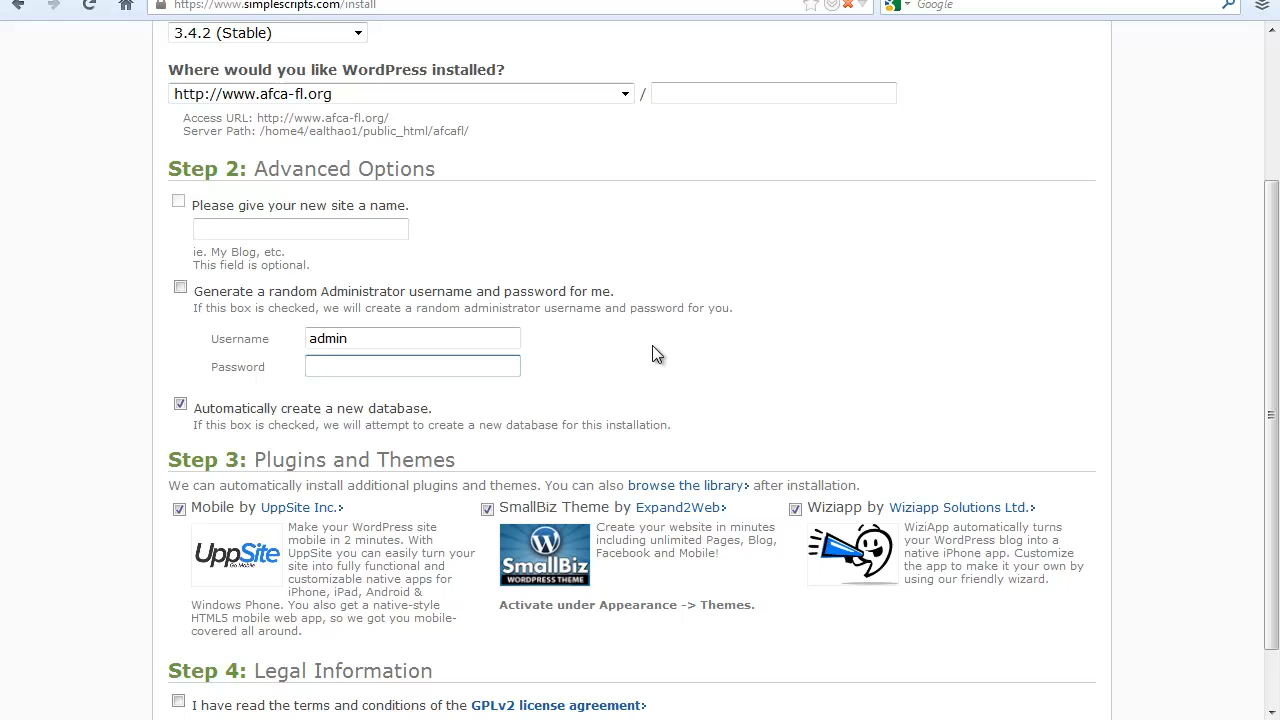 https://www.simplescripts.com/install
Google
3.4.2 (Stable)
Where would you like WordPress installed?
http://www.afca-fl.org /
Access URL: http://www.afca-fl.org/
Server Path: /home4/ealthao1/public_html/afcafl/
Step 2: Advanced Options
Please give your new site a name.
ie. My Blog, etc.
This field is optional.
Generate a random Administrator username and password for me.
If this box is checked, we will create a random administrator username and password for you.
Username admin
Password
Automatically create a new database.
If this box is checked, we will attempt to create a new database for this installation.
Step 3: Plugins and Themes
We can automatically install additional plugins and themes. You can also browse the library› after installation.
Mobile by UppSite Inc.›
UppSite
Go Mobile
Make your WordPress site
mobile in 2 minutes. With
UppSite you can easily turn your
site into fully functional and
customizable native apps for
iPhone, iPad, Android &
Windows Phone. You also get a native-style
HTML5 mobile web app, so we got you mobile-
covered all around.
SmallBiz Theme by Expand2Web›
SmallBiz
WORDPRESS THEME
Create your website in minutes
including unlimited Pages, Blog,
Facebook and Mobile!
Activate under Appearance -> Themes.
Wiziapp by Wiziapp Solutions Ltd.›
WiziApp automatically turns
your WordPress blog into a
native iPhone app. Customize
the app to make it your own by
using our friendly wizard.
Step 4: Legal Information
I have read the terms and conditions of the GPLv2 license agreement›